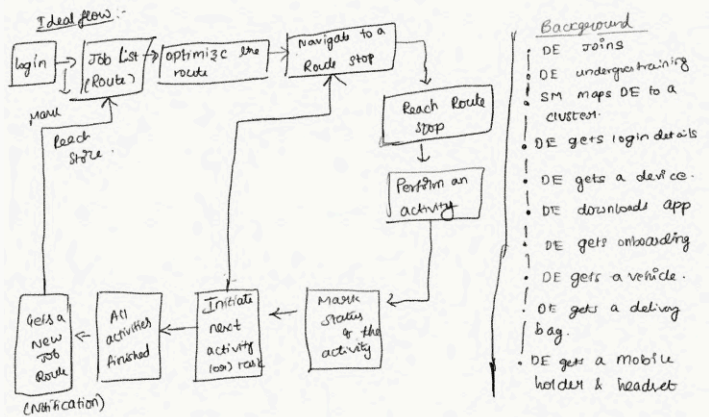 Ideal flow :-
login
Job List
(Route)
optimize the
route
Navigate to a
Route stop
Mark
Reach
Store
Reach Route
stop
Perform an
activity
Mark
Status
of the
activity
Initiate
next
activity
(or) task
All
activities
finished
Gets a
New
Job
Route
(Notification)
Background
DE Joins
DE undergoes training
SM maps DE to a
cluster.
DE gets login details
DE gets a device.
DE downloads app
DE gets onboarding
DE gets a vehicle.
DE gets a delivery
bag.
DE gets a mobile
holder & headset